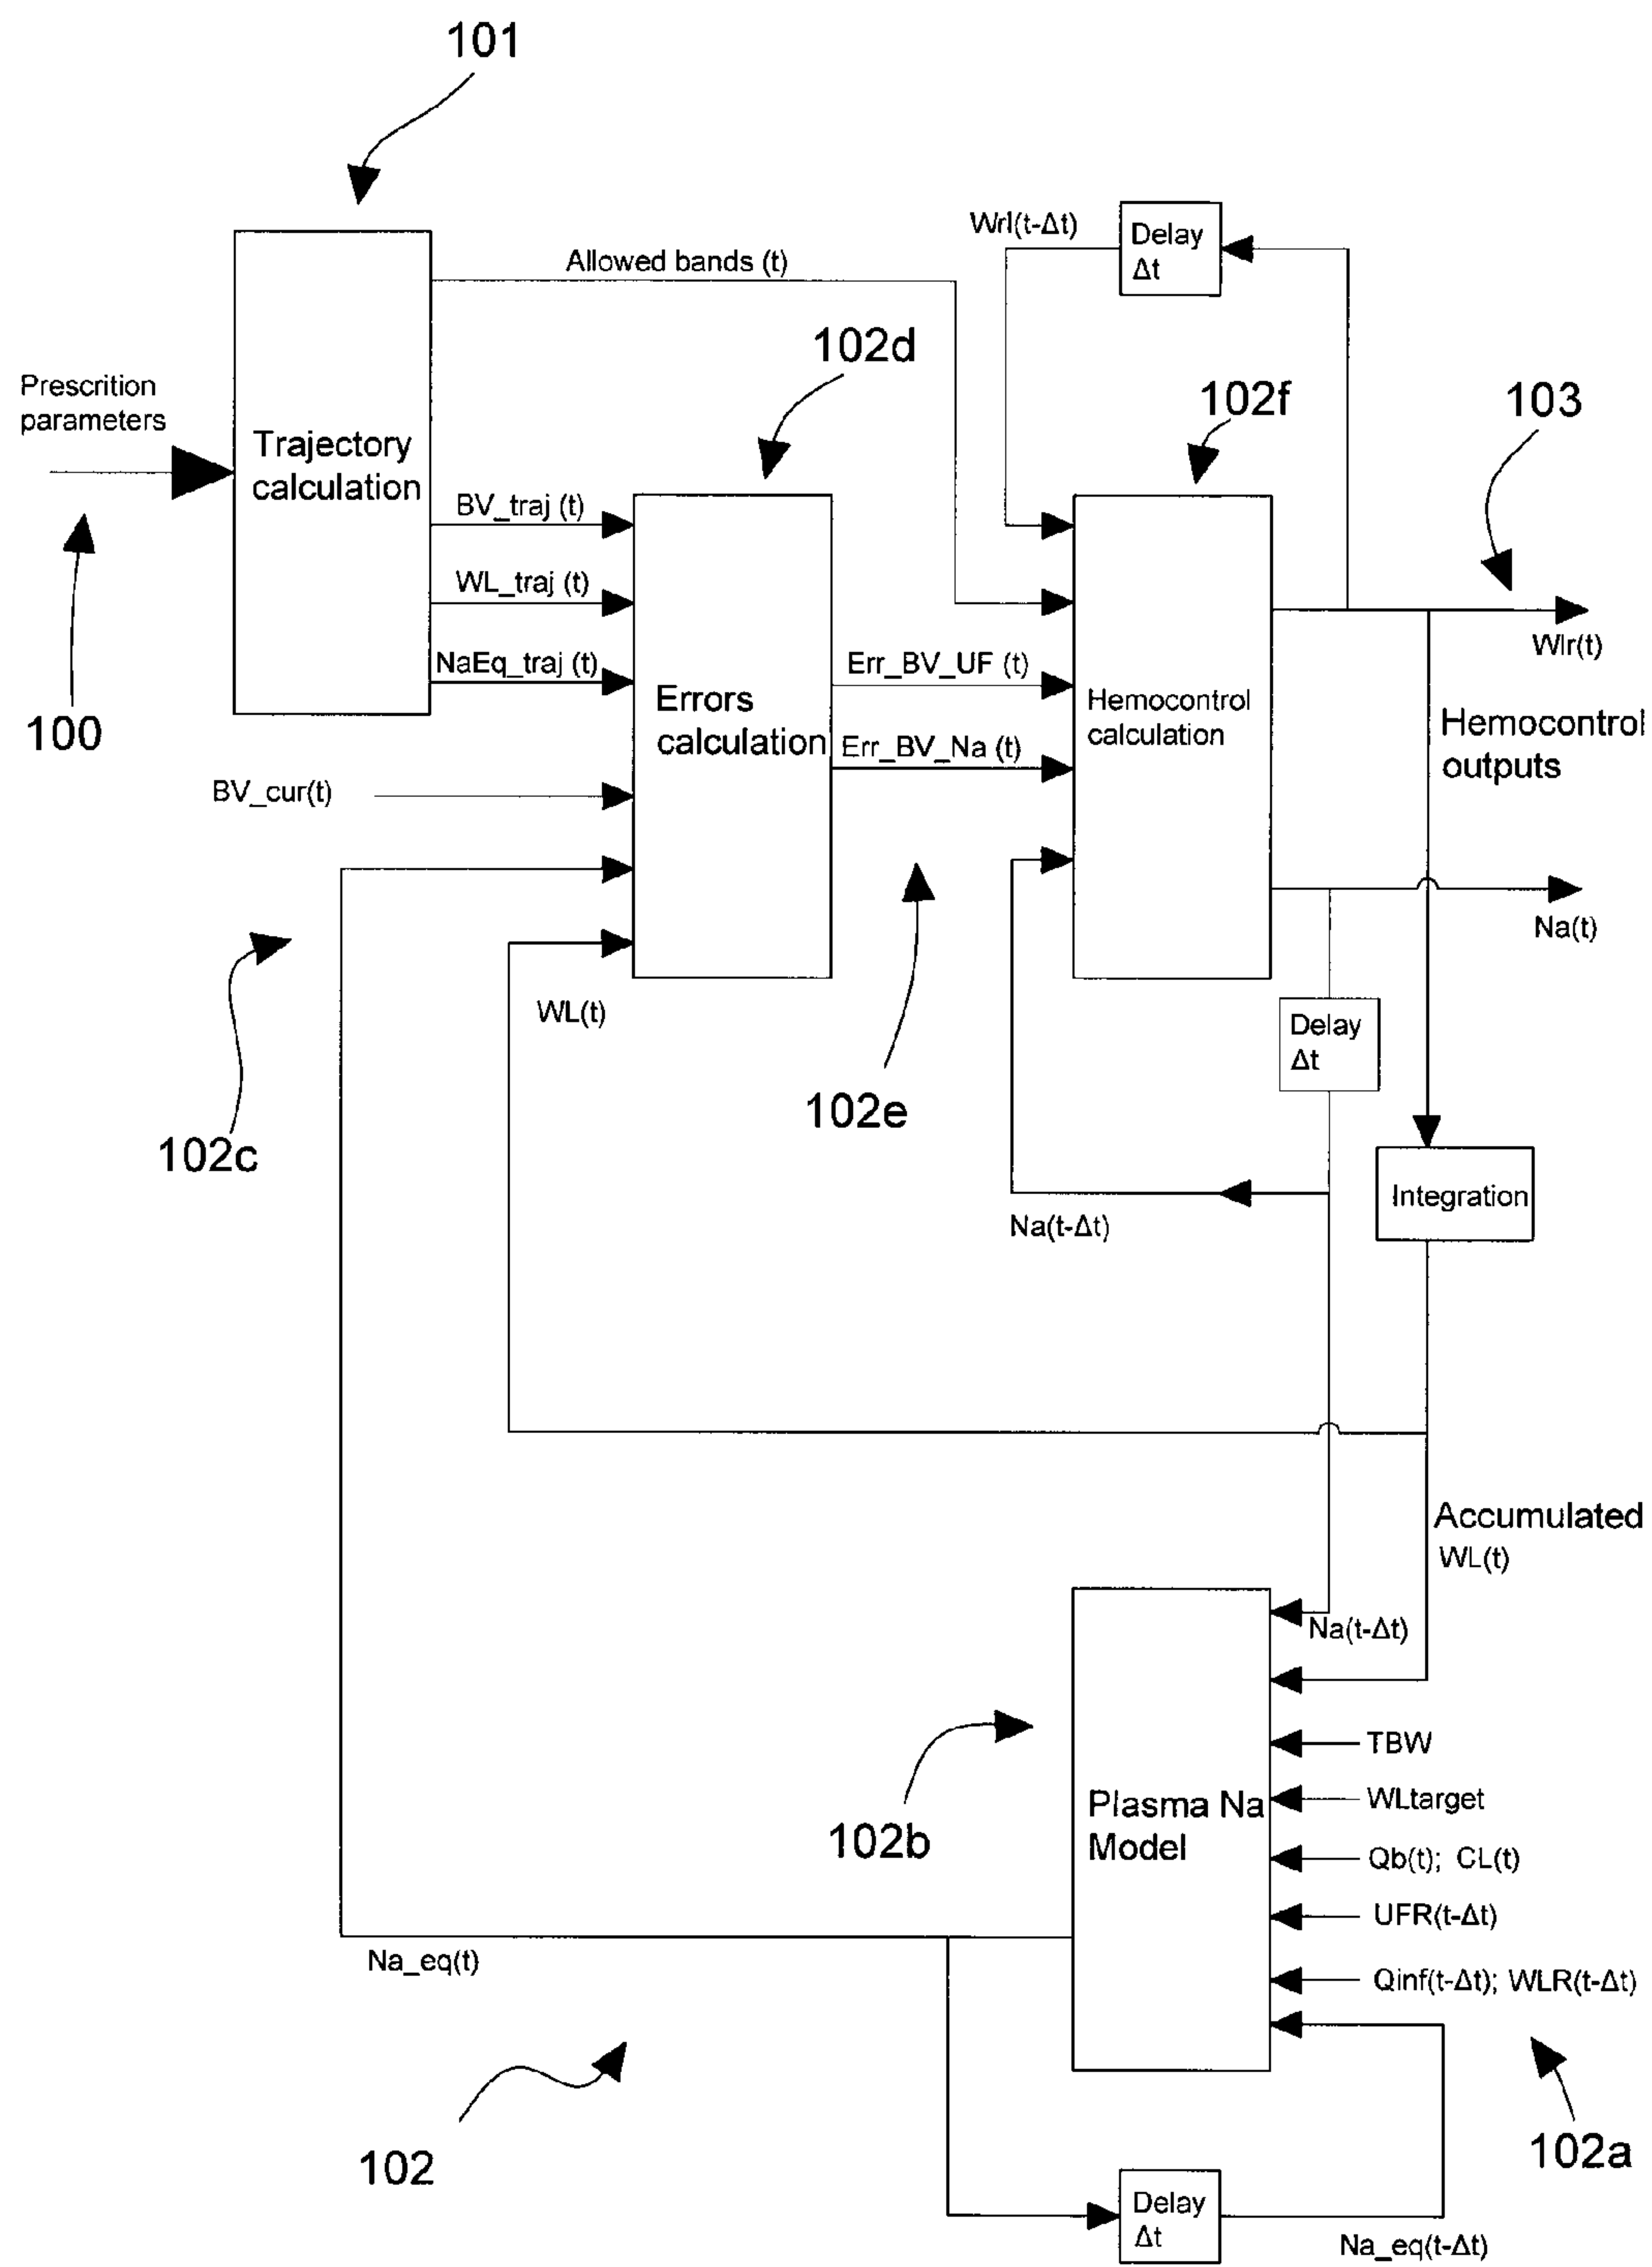 101
Wrl(t-Δt)
Delay
Δt
Allowed bands (t)
102d
Prescrition
parameters
102f
103
Trajectory
calculation
BV_traj (t)
WL_traj (t)
Wlr(t)
NaEq_traj (t)
Err_BV_UF (t)
Errors
calculation
Hemocontrol
calculation
Hemocontrol
outputs
100
Err_BV_Na (t)
BV_cur(t)
Na(t)
WL(t)
Delay
Δt
102e
102c
Integration
Na(t-Δt)
Accumulated
WL(t)
Na(t-Δt)
TBW
WLtarget
Plasma Na
Model
102b
Qb(t); CL(t)
UFR(t-Δt)
Na_eq(t)
Qinf(t-Δt); WLR(t-Δt)
102
102a
Delay
Δt
Na_eq(t-Δt)